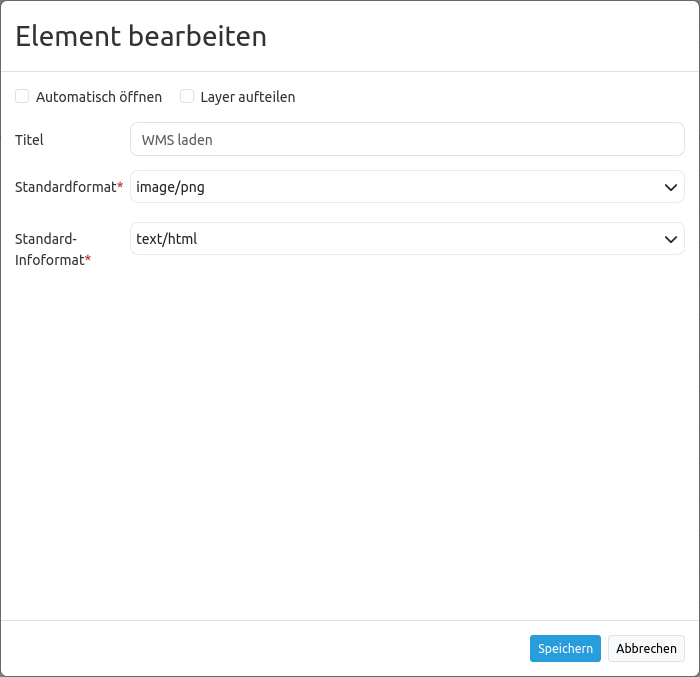 Element bearbeiten
Automatisch öffnen Layer aufteilen
Titel WMS laden
Standardformat* image/png
Standard- text/html
Infoformat*
Speichern Abbrechen